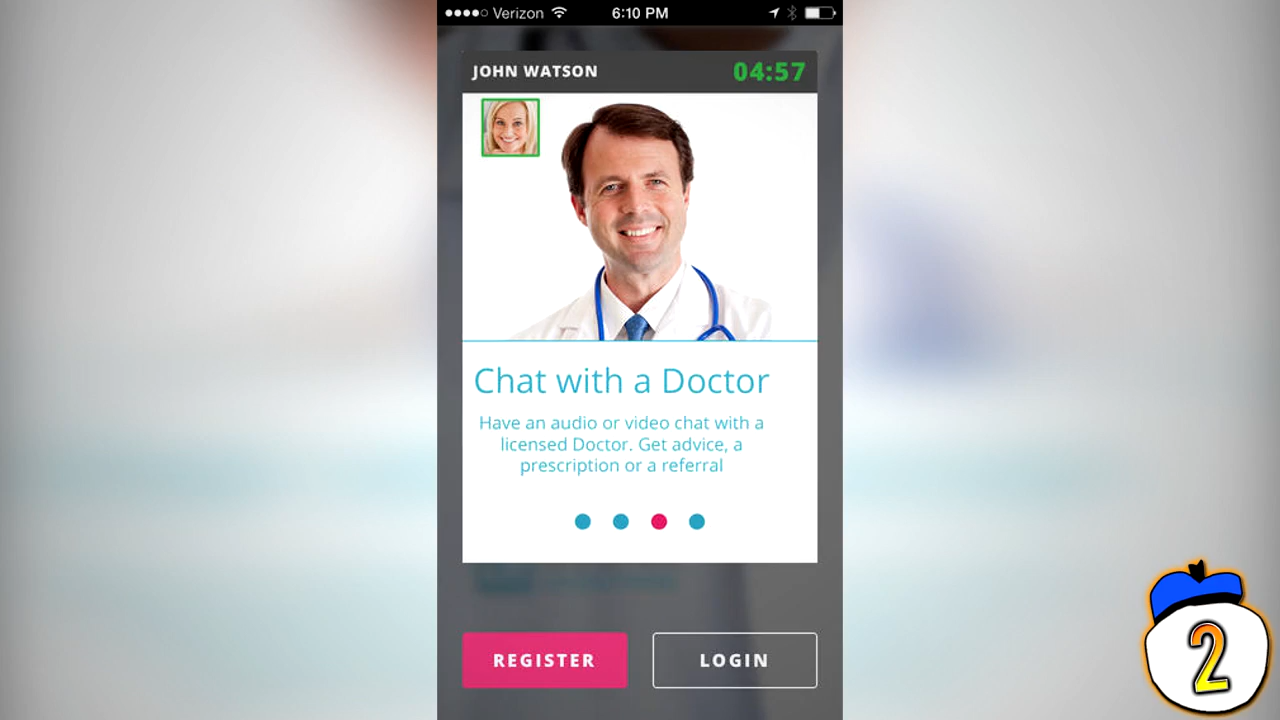 Verizon 6:10 PM
JOHN WATSON 04:57
Chat with a Doctor
Have an audio or video chat with a
licensed Doctor. Get advice, a
prescription or a referral
REGISTER LOGIN
2